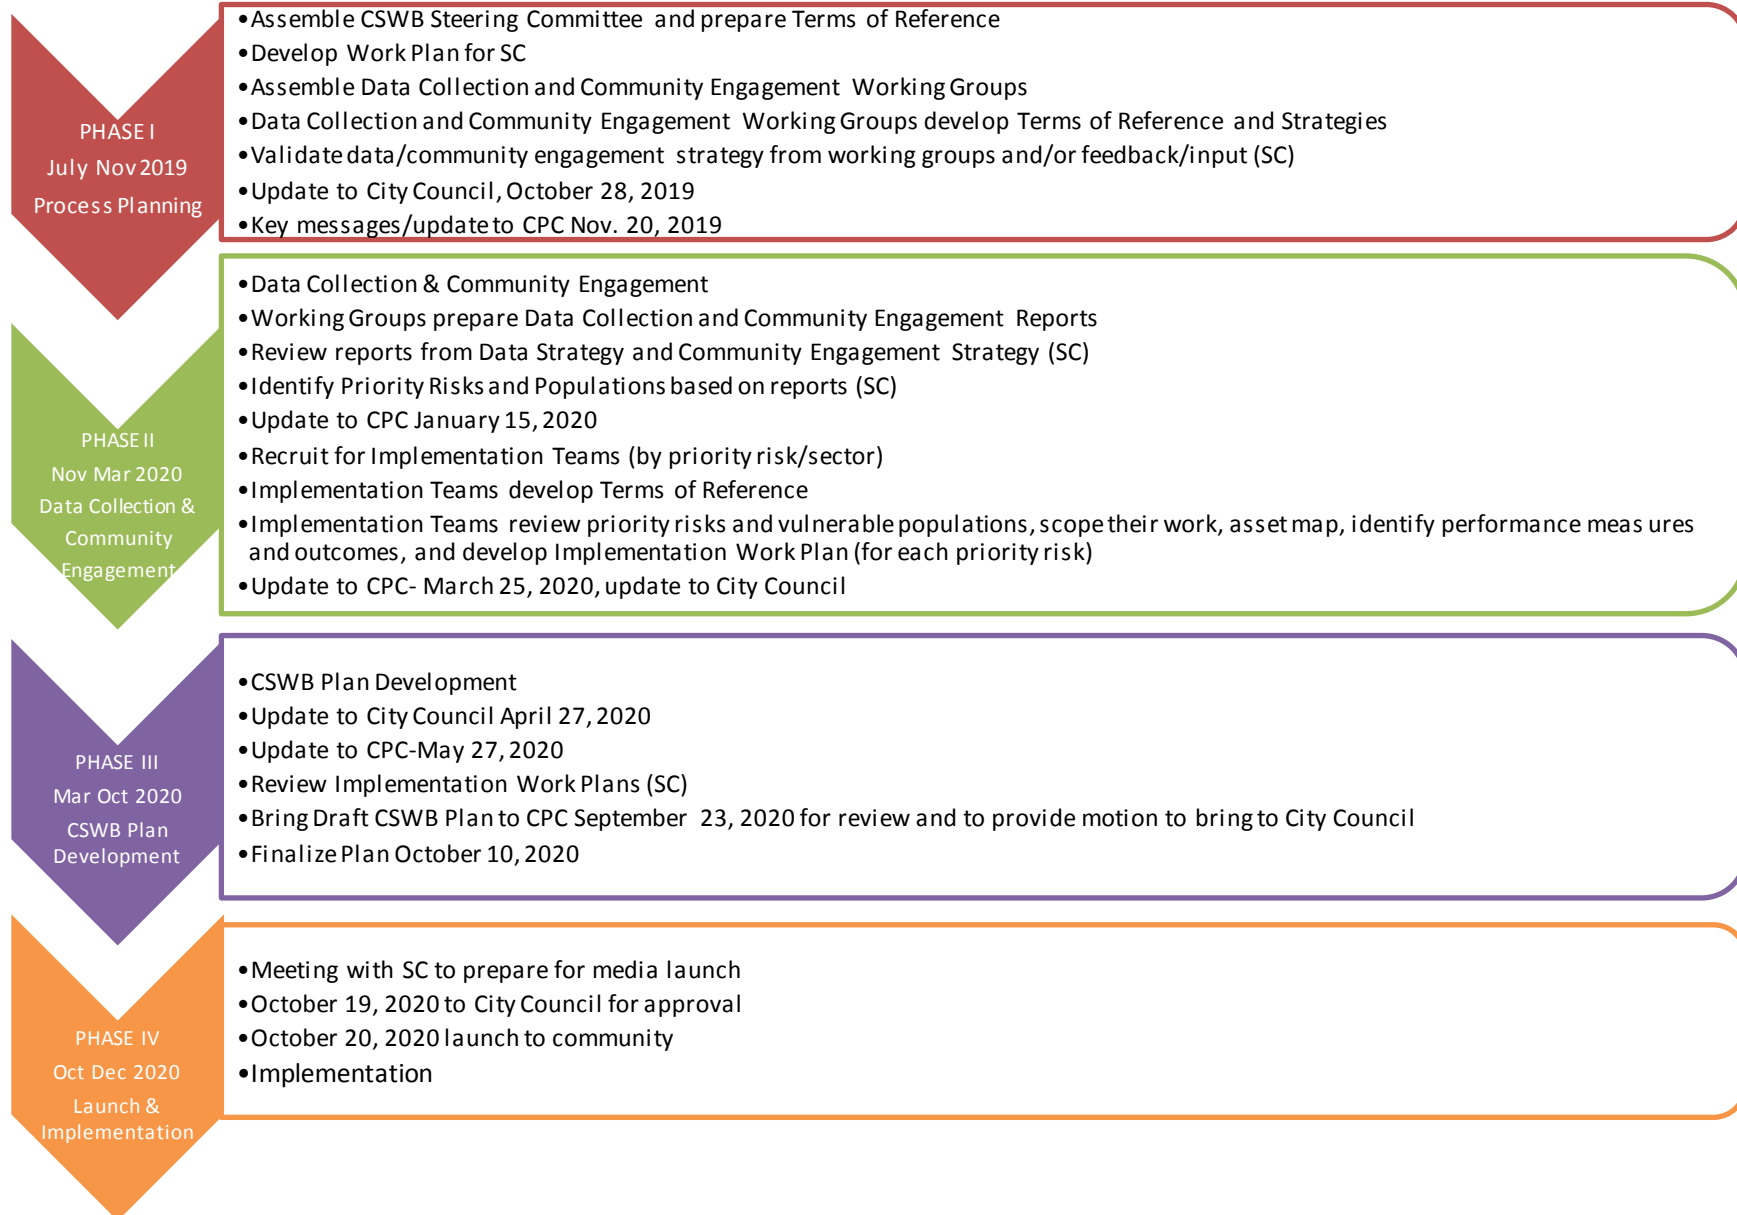 PHASE I
July Nov 2019
Process Planning
•Assemble CSWB Steering Committee and prepare Terms of Reference
•Develop Work Plan for SC
•Assemble Data Collection and Community Engagement Working Groups
•Data Collection and Community Engagement Working Groups develop Terms of Reference and Strategies
•Validate data/community engagement strategy from working groups and/or feedback/input (SC)
•Update to City Council, October 28, 2019
•Key messages/update to CPC Nov. 20, 2019
PHASE II
Nov Mar 2020
Data Collection &
Community
Engagement
•Data Collection & Community Engagement
•Working Groups prepare Data Collection and Community Engagement Reports
•Review reports from Data Strategy and Community Engagement Strategy (SC)
•Identify Priority Risks and Populations based on reports (SC)
•Update to CPC January 15, 2020
•Recruit for Implementation Teams (by priority risk/sector)
•Implementation Teams develop Terms of Reference
•Implementation Teams review priority risks and vulnerable populations, scope their work, asset map, identify performance measures
and outcomes, and develop Implementation Work Plan (for each priority risk)
•Update to CPC- March 25, 2020, update to City Council
PHASE III
Mar Oct 2020
CSWB Plan
Development
•CSWB Plan Development
•Update to City Council April 27, 2020
•Update to CPC-May 27, 2020
•Review Implementation Work Plans (SC)
•Bring Draft CSWB Plan to CPC September 23, 2020 for review and to provide motion to bring to City Council
•Finalize Plan October 10, 2020
PHASE IV
Oct Dec 2020
Launch &
Implementation
•Meeting with SC to prepare for media launch
•October 19, 2020 to City Council for approval
•October 20, 2020 launch to community
•Implementation